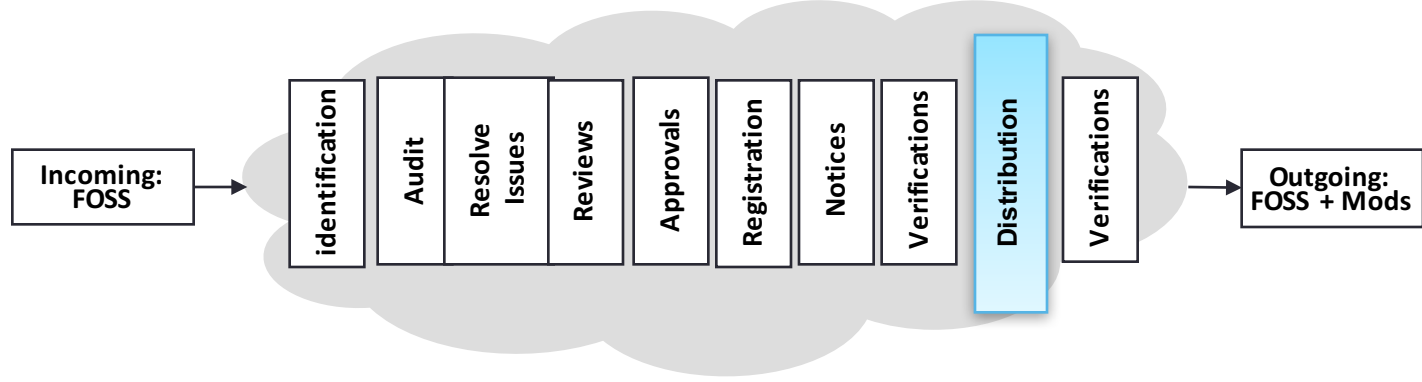 Incoming:
FOSS
identification
Audit
Resolve
Issues
Reviews
Approvals
Registration
Notices
Verifications
Distribution
Verifications
Outgoing:
FOSS + Mods